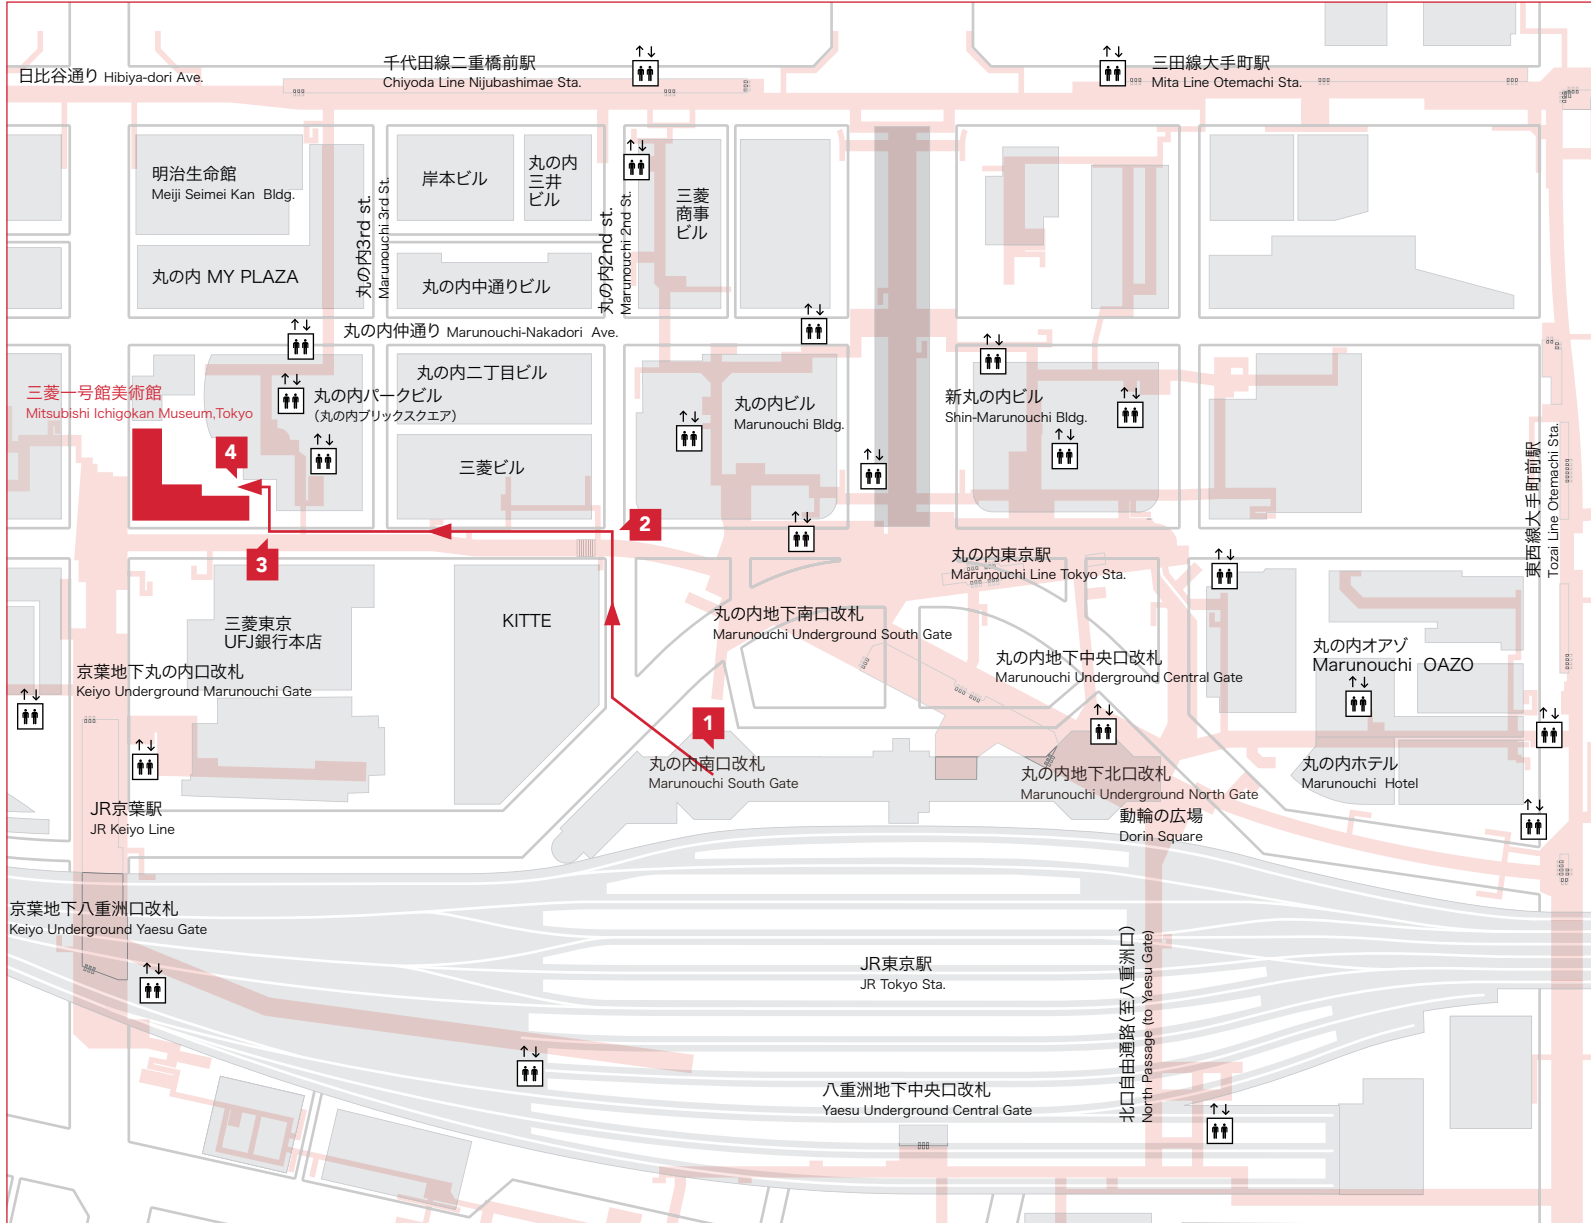 日比谷通り Hibiya-dori Ave.
千代田線二重橋前駅
Chiyoda Line Nijubashimae Sta.
三田線大手町駅
Mita Line Otemachi Sta.
明治生命館
Meiji Seimei Kan Bldg.
丸の内 MY PLAZA
丸の内3rd st.
Marunouchi 3rd St.
岸本ビル
丸の内
三井
ビル
丸の内中通りビル
丸の内2nd st.
Marunouchi 2nd St.
三菱
商事
ビル
丸の内仲通り Marunouchi-Nakadori Ave.
三菱一号館美術館
Mitsubishi Ichigokan Museum,Tokyo
丸の内パークビル
（丸の内ブリックスクエア）
丸の内二丁目ビル
三菱ビル
丸の内ビル
Marunouchi Bldg.
新丸の内ビル
Shin-Marunouchi Bldg.
東西線大手町前駅
Tozai Line Otemachi Sta.
4
2
3
丸の内東京駅
Marunouchi Line Tokyo Sta.
三菱東京
UFJ銀行本店
KITTE
丸の内地下南口改札
Marunouchi Underground South Gate
丸の内地下中央口改札
Marunouchi Underground Central Gate
丸の内オアゾ
Marunouchi OAZO
京葉地下丸の内口改札
Keiyo Underground Marunouchi Gate
1
丸の内南口改札
Marunouchi South Gate
丸の内地下北口改札
Marunouchi Underground North Gate
丸の内ホテル
Marunouchi Hotel
JR京葉駅
JR Keiyo Line
動輪の広場
Dorin Square
京葉地下八重洲口改札
Keiyo Underground Yaesu Gate
JR東京駅
JR Tokyo Sta.
北口自由通路（至八重洲口）
North Passage (to Yaesu Gate)
八重洲地下中央口改札
Yaesu Underground Central Gate